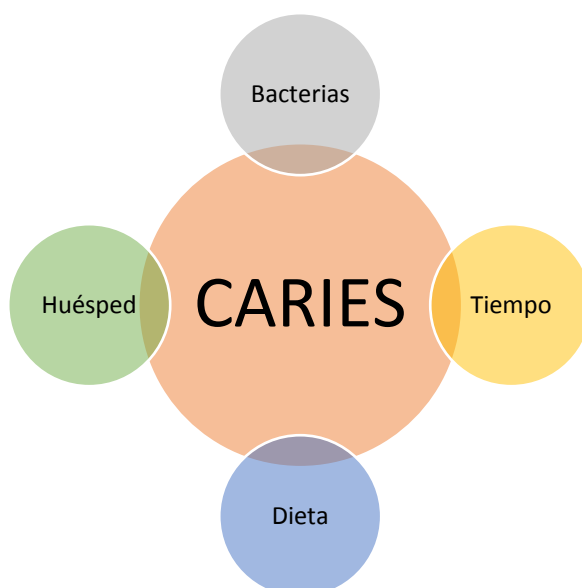 Bacterias
Huésped
CARIES
Tiempo
Dieta